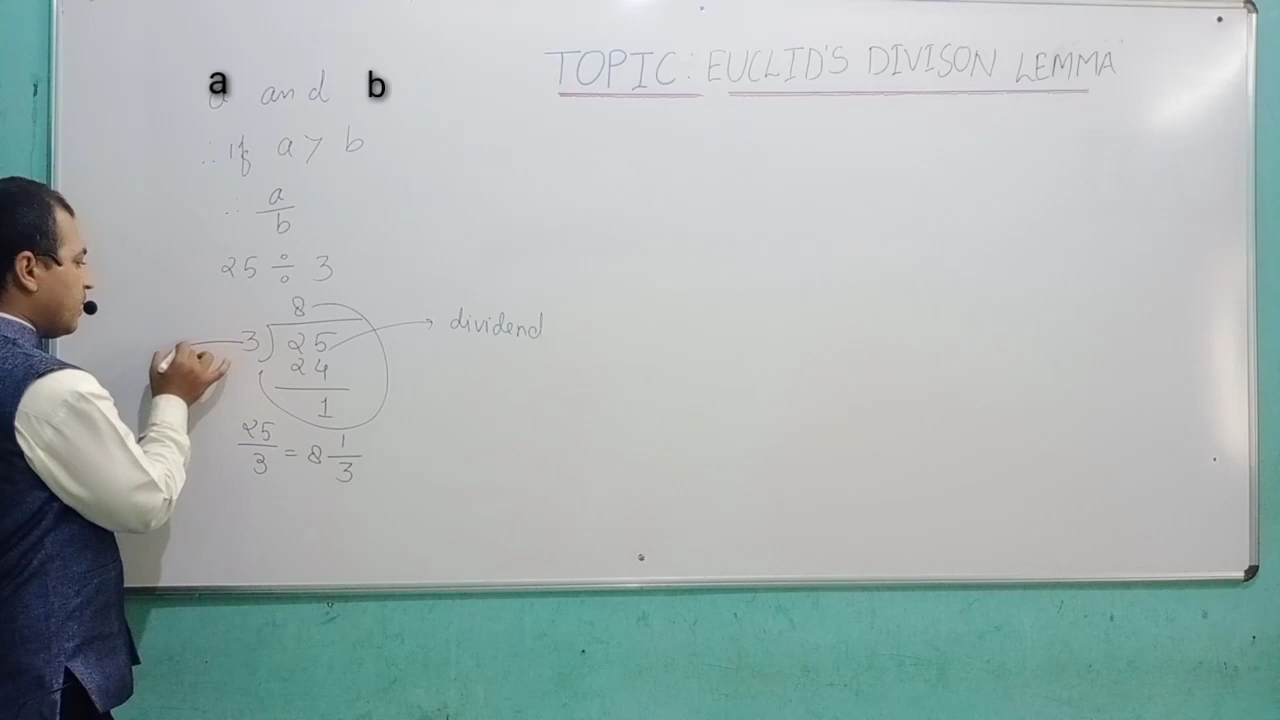 TOPIC: EUCLID'S DIVISON LEMMA
a and b
∴ if a > b
∴ a/b
25 ÷ 3
8
3 ) 25 → dividend
24
1
25/3 = 8 1/3